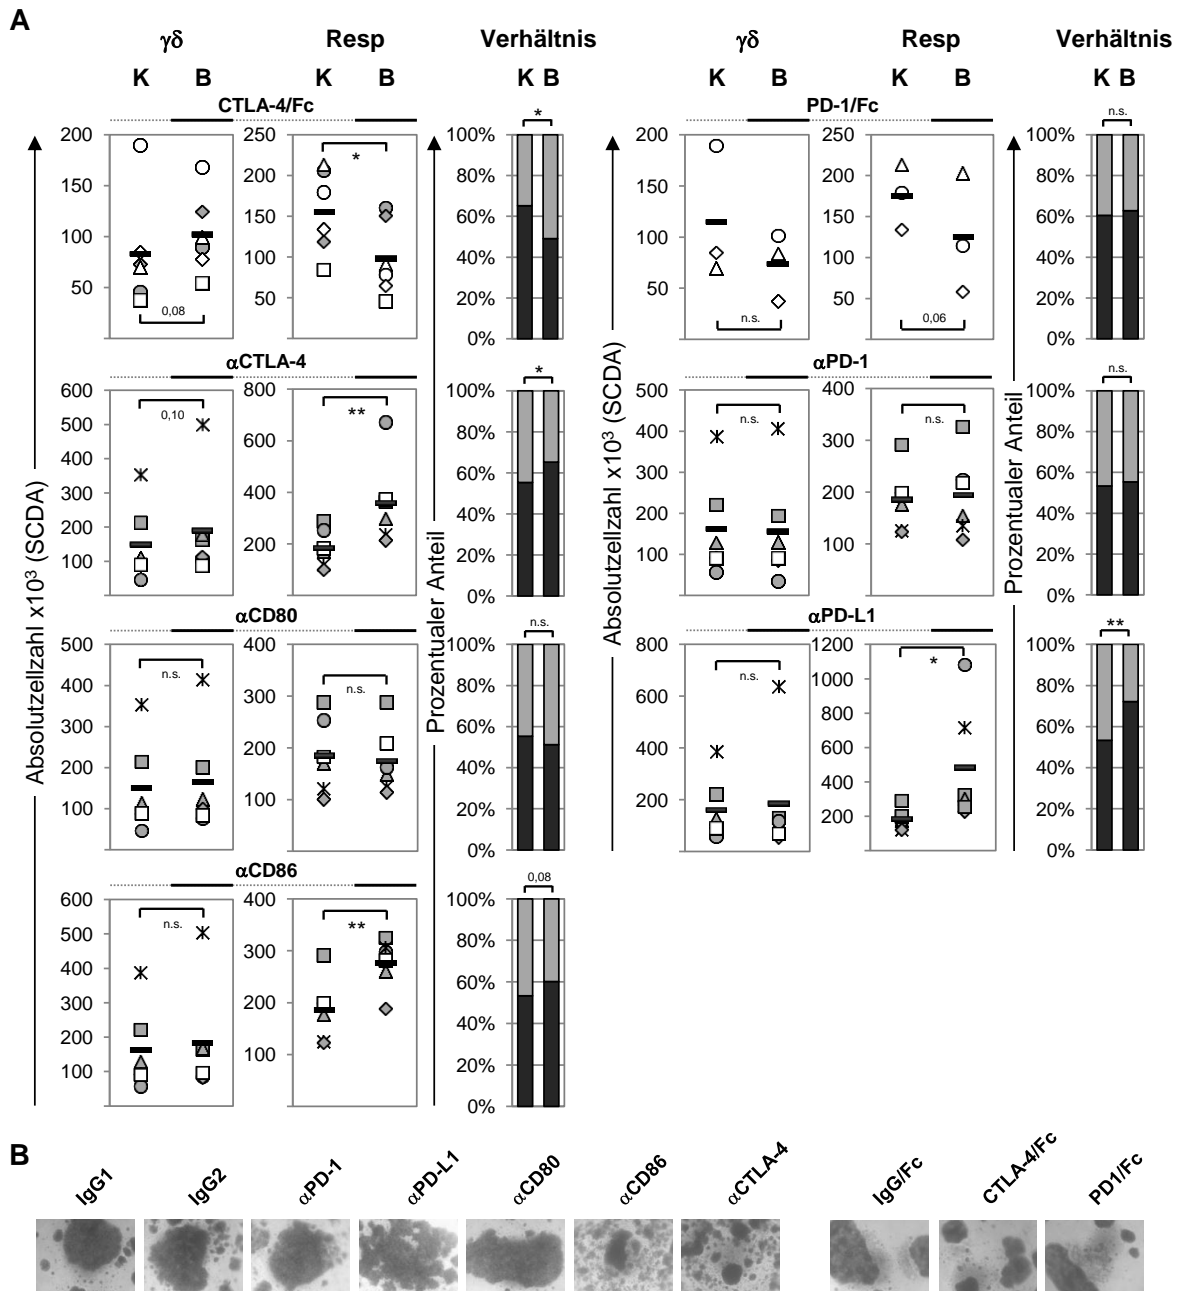 A
γδ Resp Verhältnis γδ Resp Verhältnis
K B K B K B K B K B K B
CTLA-4/Fc PD-1/Fc
Absolutzellzahl x10³ (SCDA)
Prozentualer Anteil
Absolutzellzahl x10³ (SCDA)
Prozentualer Anteil
200 150 100 50
0,08
250 200 150 100 50
*
100% 80% 60% 40% 20% 0%
*
200 150 100 50
n.s.
250 200 150 100 50
0,06
100% 80% 60% 40% 20% 0%
n.s.
αCTLA-4 αPD-1
600 500 400 300 200 100
0,10
800 600 400 200
**
100% 80% 60% 40% 20% 0%
*
500 400 300 200 100
n.s.
400 300 200 100
n.s.
100% 80% 60% 40% 20% 0%
n.s.
αCD80 αPD-L1
500 400 300 200 100
n.s.
400 300 200 100
n.s.
100% 80% 60% 40% 20% 0%
n.s.
800 600 400 200
n.s.
1200 1000 800 600 400 200
*
100% 80% 60% 40% 20% 0%
**
αCD86
600 500 400 300 200 100
n.s.
400 300 200 100
**
100% 80% 60% 40% 20% 0%
0,08
B
IgG1 IgG2 αPD-1 αPD-L1 αCD80 αCD86 αCTLA-4 IgG/Fc CTLA-4/Fc PD1/Fc